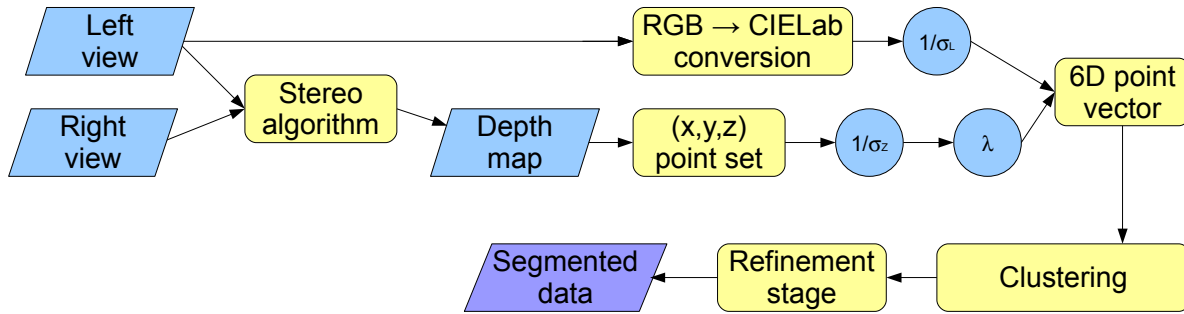 Left
view
RGB → CIELab
conversion
1/σL
6D point
vector
Stereo
algorithm
Right
view
Depth
map
(x,y,z)
point set
1/σZ
λ
Segmented
data
Refinement
stage
Clustering